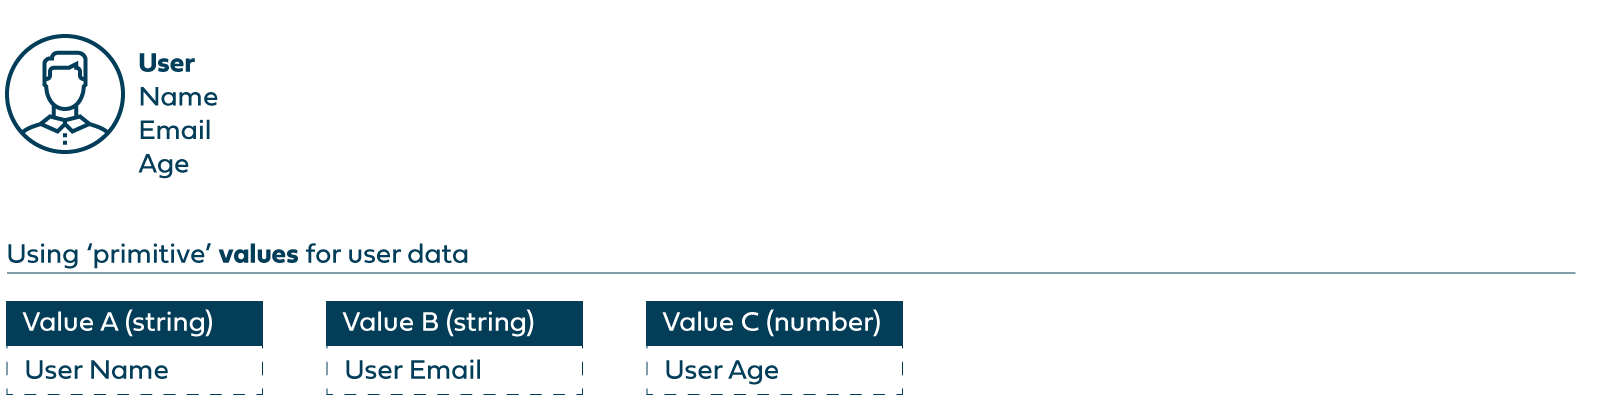 User
Name
Email
Age
Using ‘primitive’ values for user data
Value A (string)
Value B (string)
Value C (number)
User Name
User Email
User Age